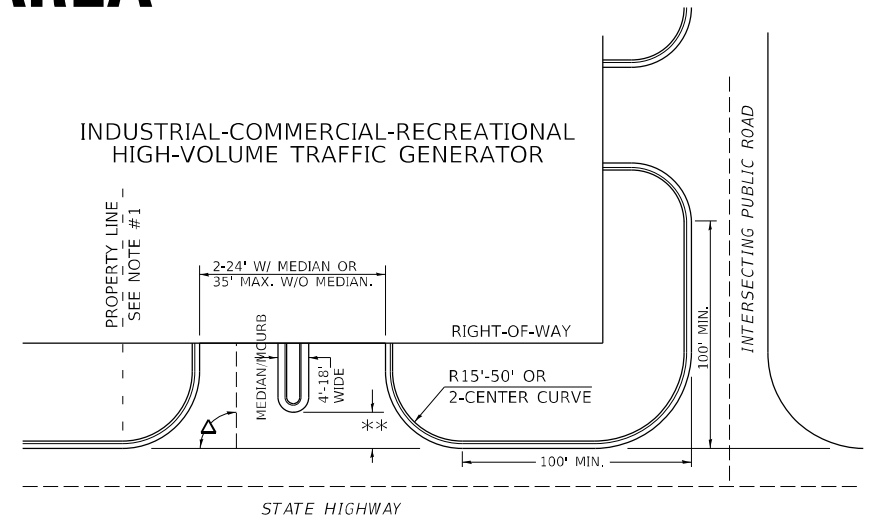 INDUSTRIAL-COMMERCIAL-RECREATIONAL
HIGH-VOLUME TRAFFIC GENERATOR
PROPERTY LINE
SEE NOTE #1
2-24' W/ MEDIAN OR
35' MAX. W/O MEDIAN.
MEDIAN/MCURB
4'-18'
WIDE
RIGHT-OF-WAY
R15'-50' OR
2-CENTER CURVE
Δ
**
100' MIN.
100' MIN.
INTERSECTING PUBLIC ROAD
STATE HIGHWAY